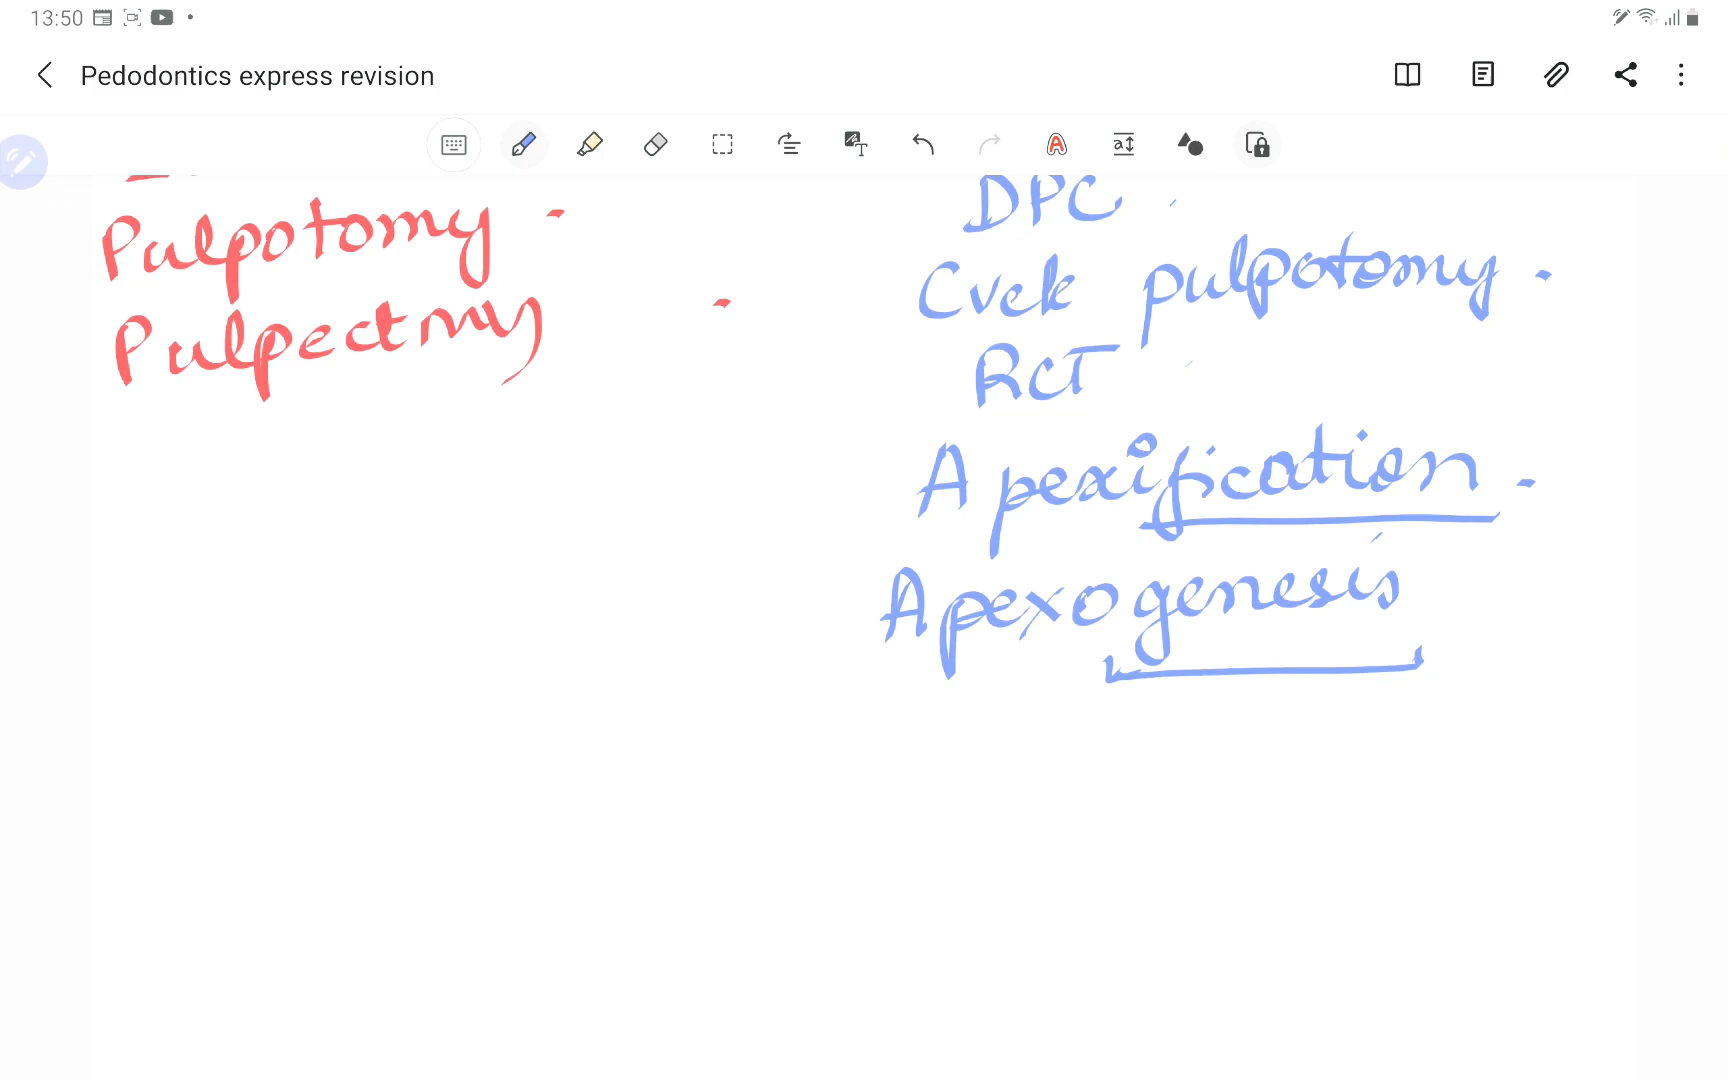 13:50
Pedodontics express revision
Pulpotomy -
Pulpectmy -
DPC .
Cvek pulpotomy .
RCT
Apexification .
Apexogenesis